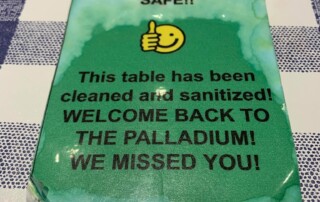 SAFE!!
This table has been
cleaned and sanitized!
WELCOME BACK TO
THE PALLADIUM!
WE MISSED YOU!